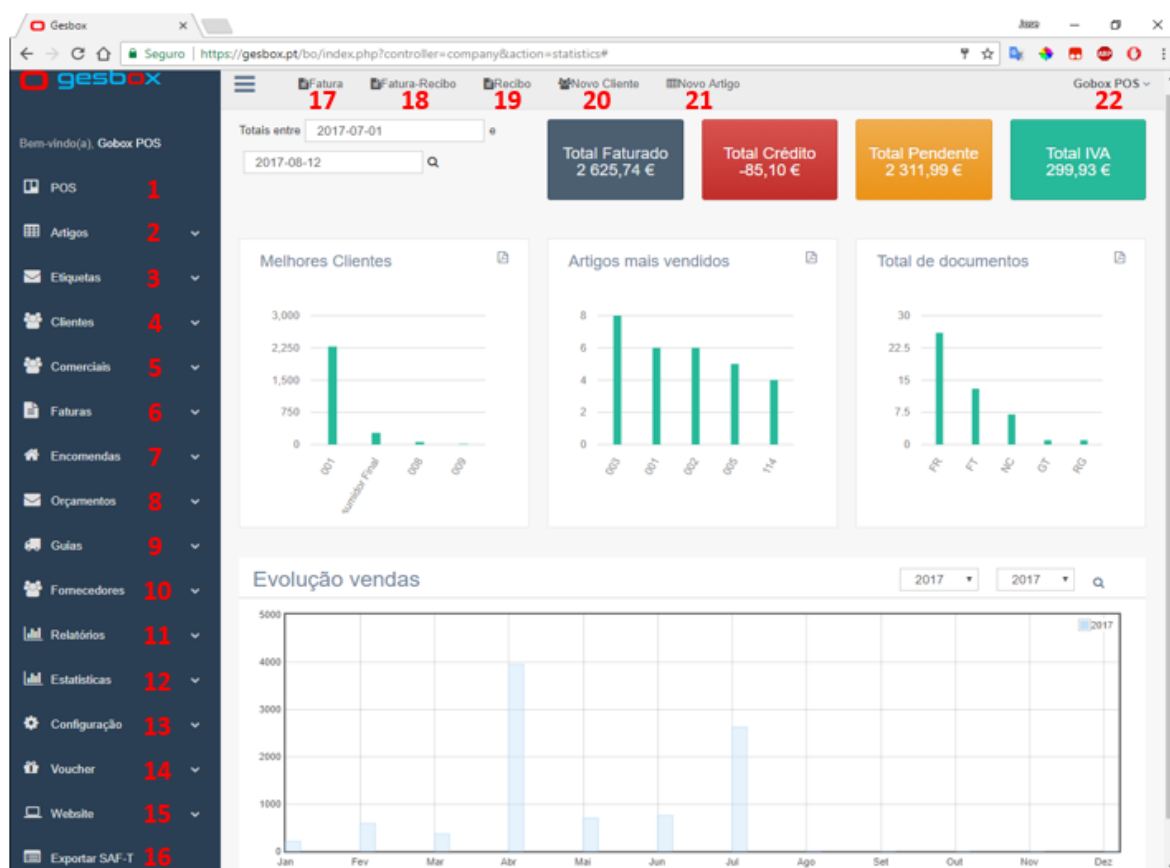 Gesbox
Seguro | https://gesbox.pt/bo/index.php?controller=company&action=statistics#
gesbox
Fatura
Fatura-Recibo
Recibo
Novo Cliente
Novo Artigo
Gobox POS
17
18
19
20
21
22
Bem-vindo(a), Gobox POS
POS 1
Artigos 2
Etiquetas 3
Clientes 4
Comerciais 5
Faturas 6
Encomendas 7
Orçamentos 8
Guias 9
Fornecedores 10
Relatórios 11
Estatísticas 12
Configuração 13
Voucher 14
Website 15
Exportar SAF-T 16
Totais entre 2017-07-01 e
2017-08-12
Total Faturado
2 625,74 €
Total Crédito
-85,10 €
Total Pendente
2 311,99 €
Total IVA
299,93 €
Melhores Clientes
3,000
2,250
1,500
750
0
001
sumidor Final
008
009
Artigos mais vendidos
8
6
4
2
0
003
001
002
005
114
Total de documentos
30
22.5
15
7.5
0
FR
FT
NC
GT
RG
Evolução vendas
2017
2017
5000
4000
3000
2000
1000
0
2017
Jan Fev Mar Abr Mai Jun Jul Ago Set Out Nov Dez